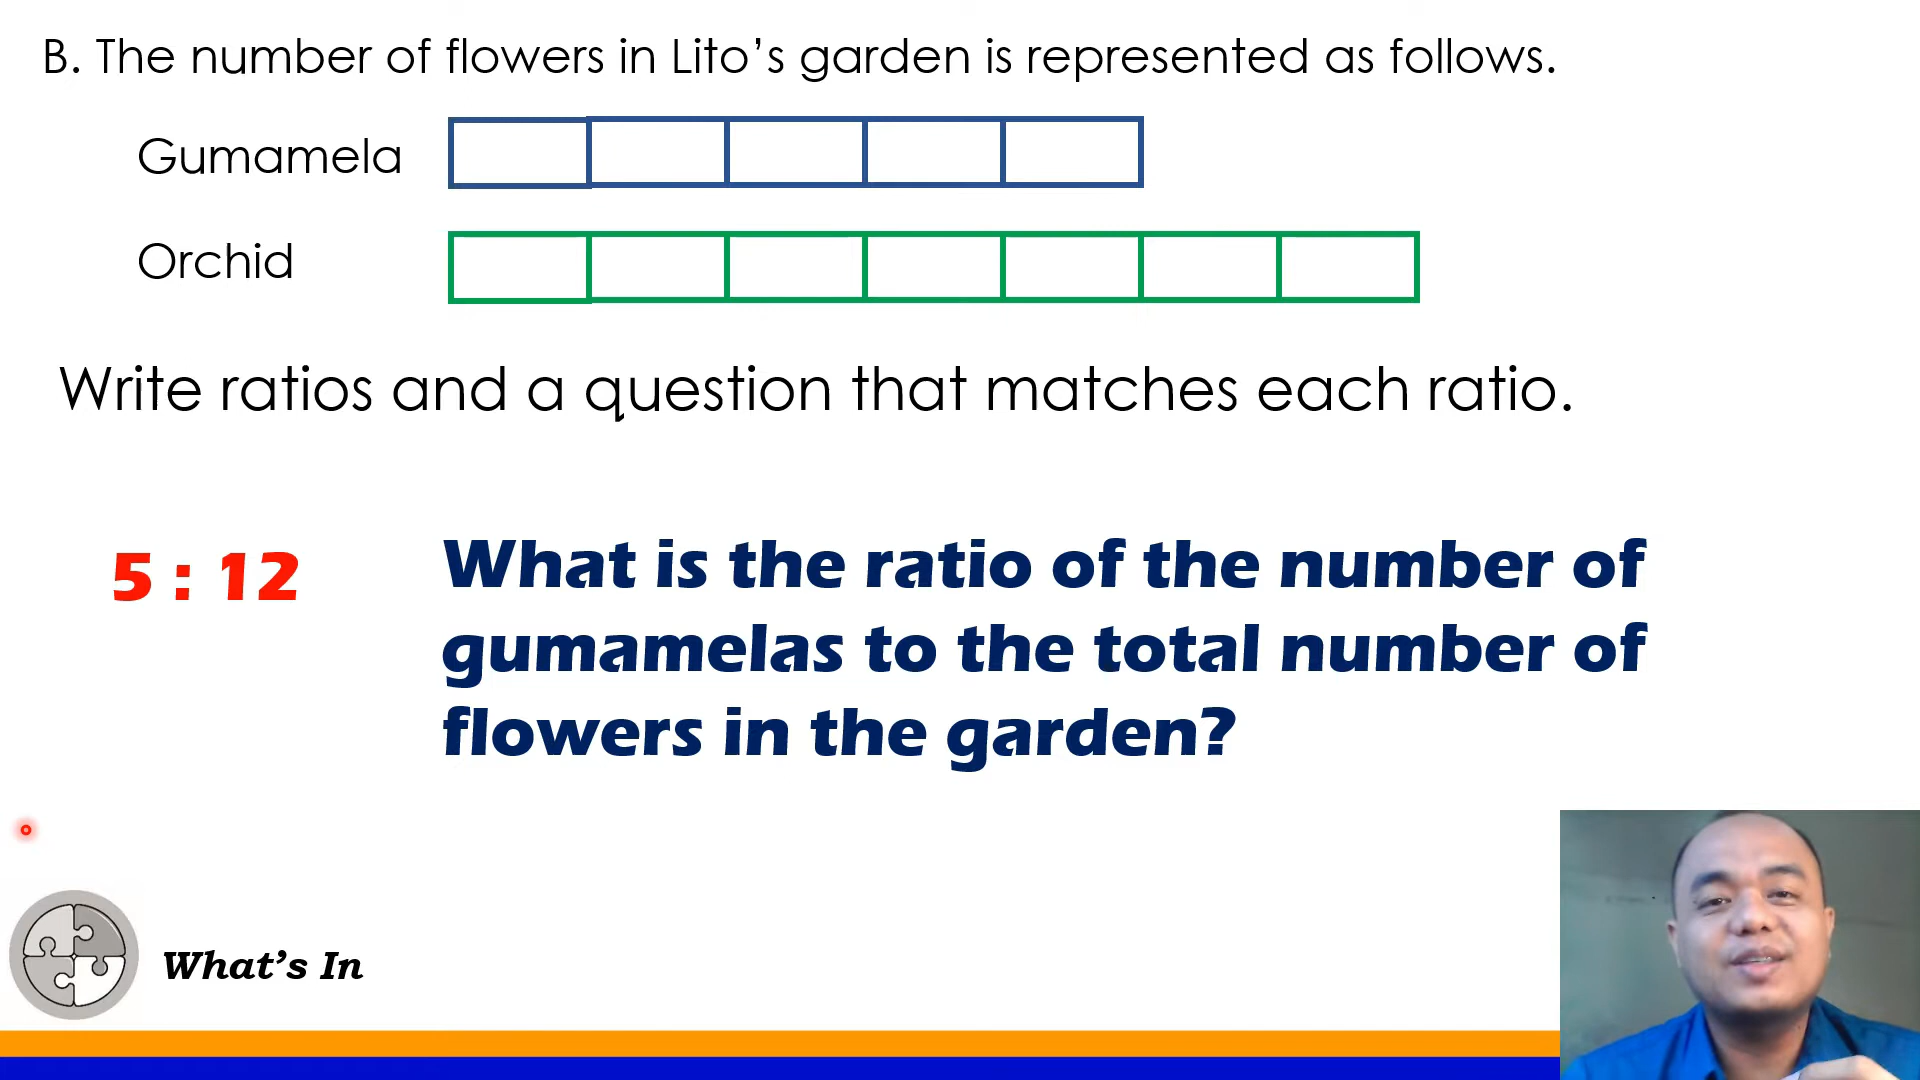 B. The number of flowers in Lito’s garden is represented as follows.
Gumamela
Orchid
Write ratios and a question that matches each ratio.
5 : 12
What is the ratio of the number of
gumamelas to the total number of
flowers in the garden?
What’s In